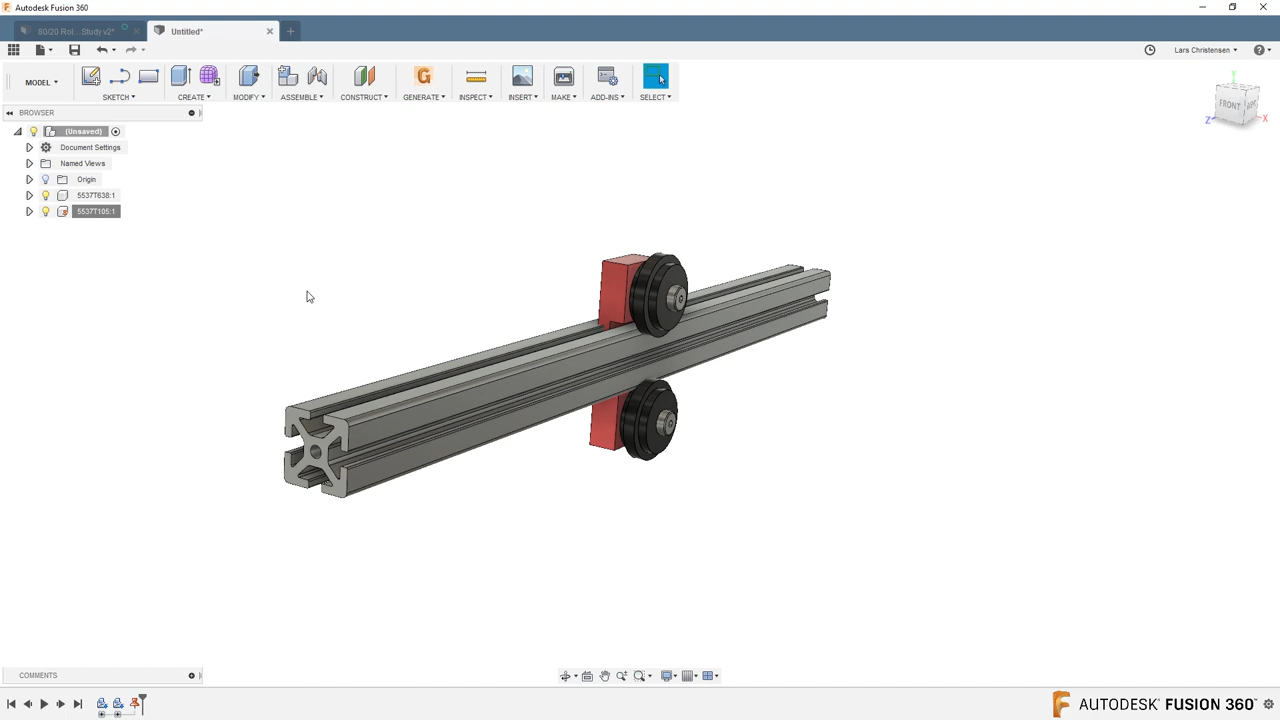 Autodesk Fusion 360
80/20 Rol...Study v2*
Untitled*
Lars Christensen
MODEL
SKETCH
CREATE
MODIFY
ASSEMBLE
CONSTRUCT
GENERATE
INSPECT
INSERT
MAKE
ADD-INS
SELECT
BROWSER
(Unsaved)
Document Settings
Named Views
Origin
5537T638:1
5537T105:1
Y
FRONT
Z
X
COMMENTS
AUTODESK® FUSION 360™